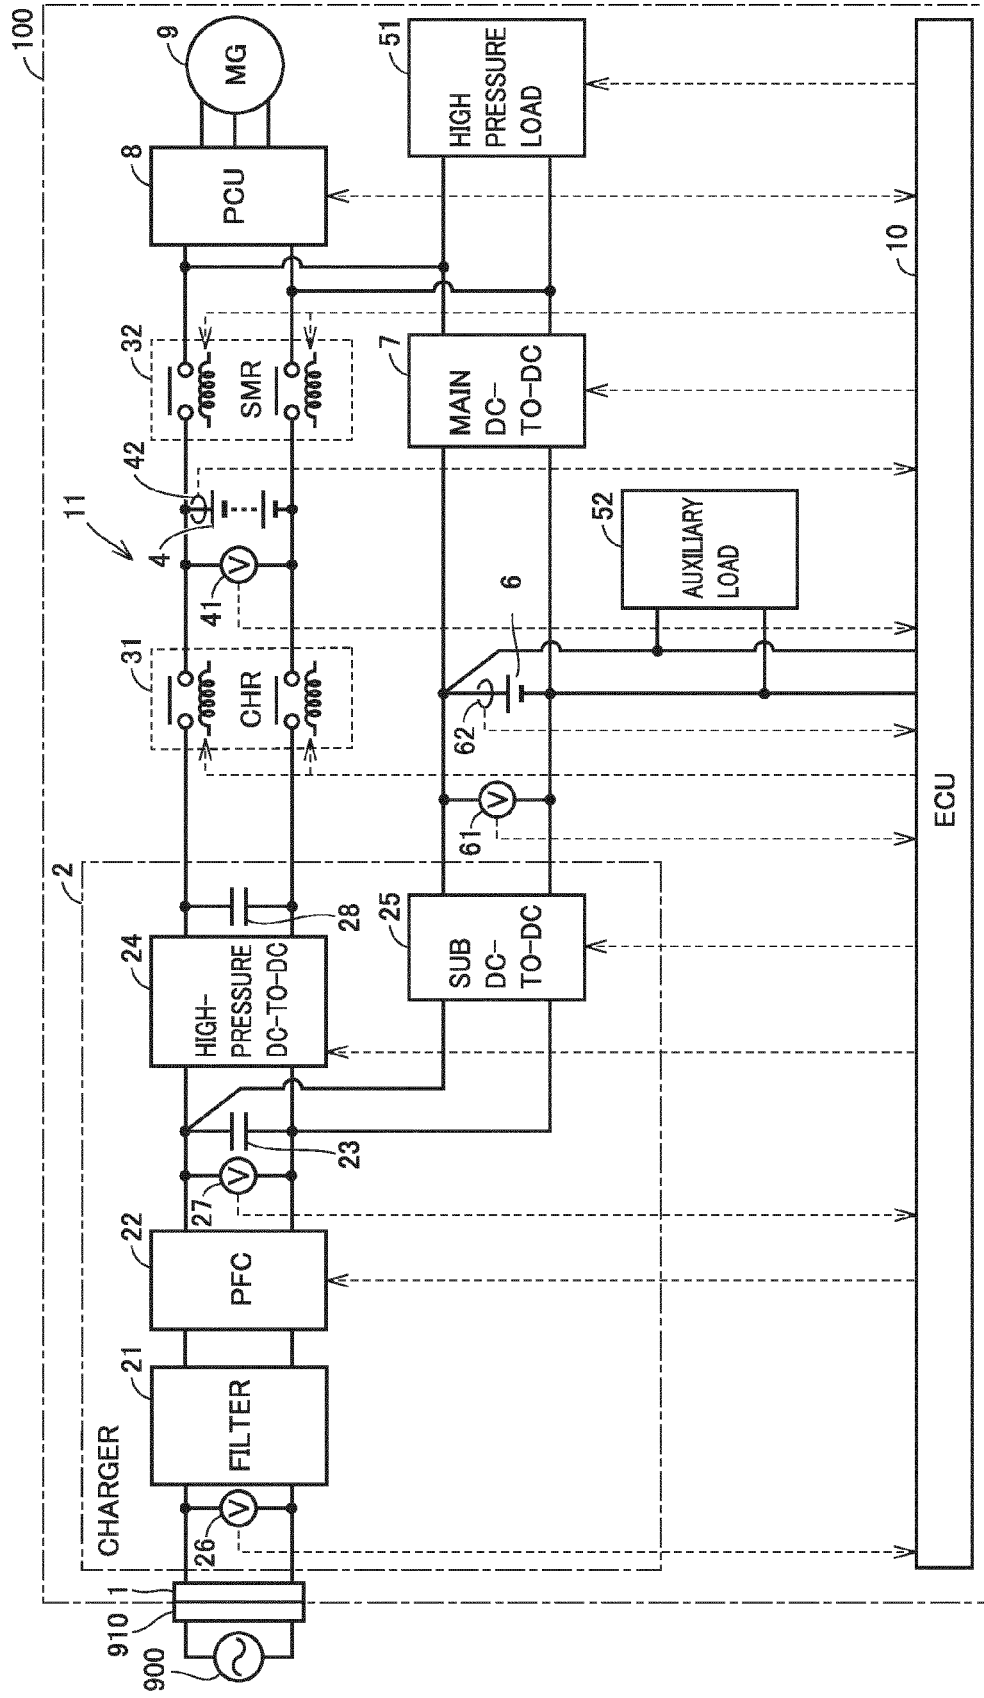 100
11
2
CHARGER
900
910
1
26
V
21
FILTER
22
PFC
27
V
23
24
HIGH-
PRESSURE
DC-TO-DC
28
31
CHR
41
V
4
42
32
SMR
8
PCU
9
MG
25
SUB
DC-
TO-DC
61
V
62
6
7
MAIN
DC-
TO-DC
51
HIGH
PRESSURE
LOAD
52
AUXILIARY
LOAD
10
ECU